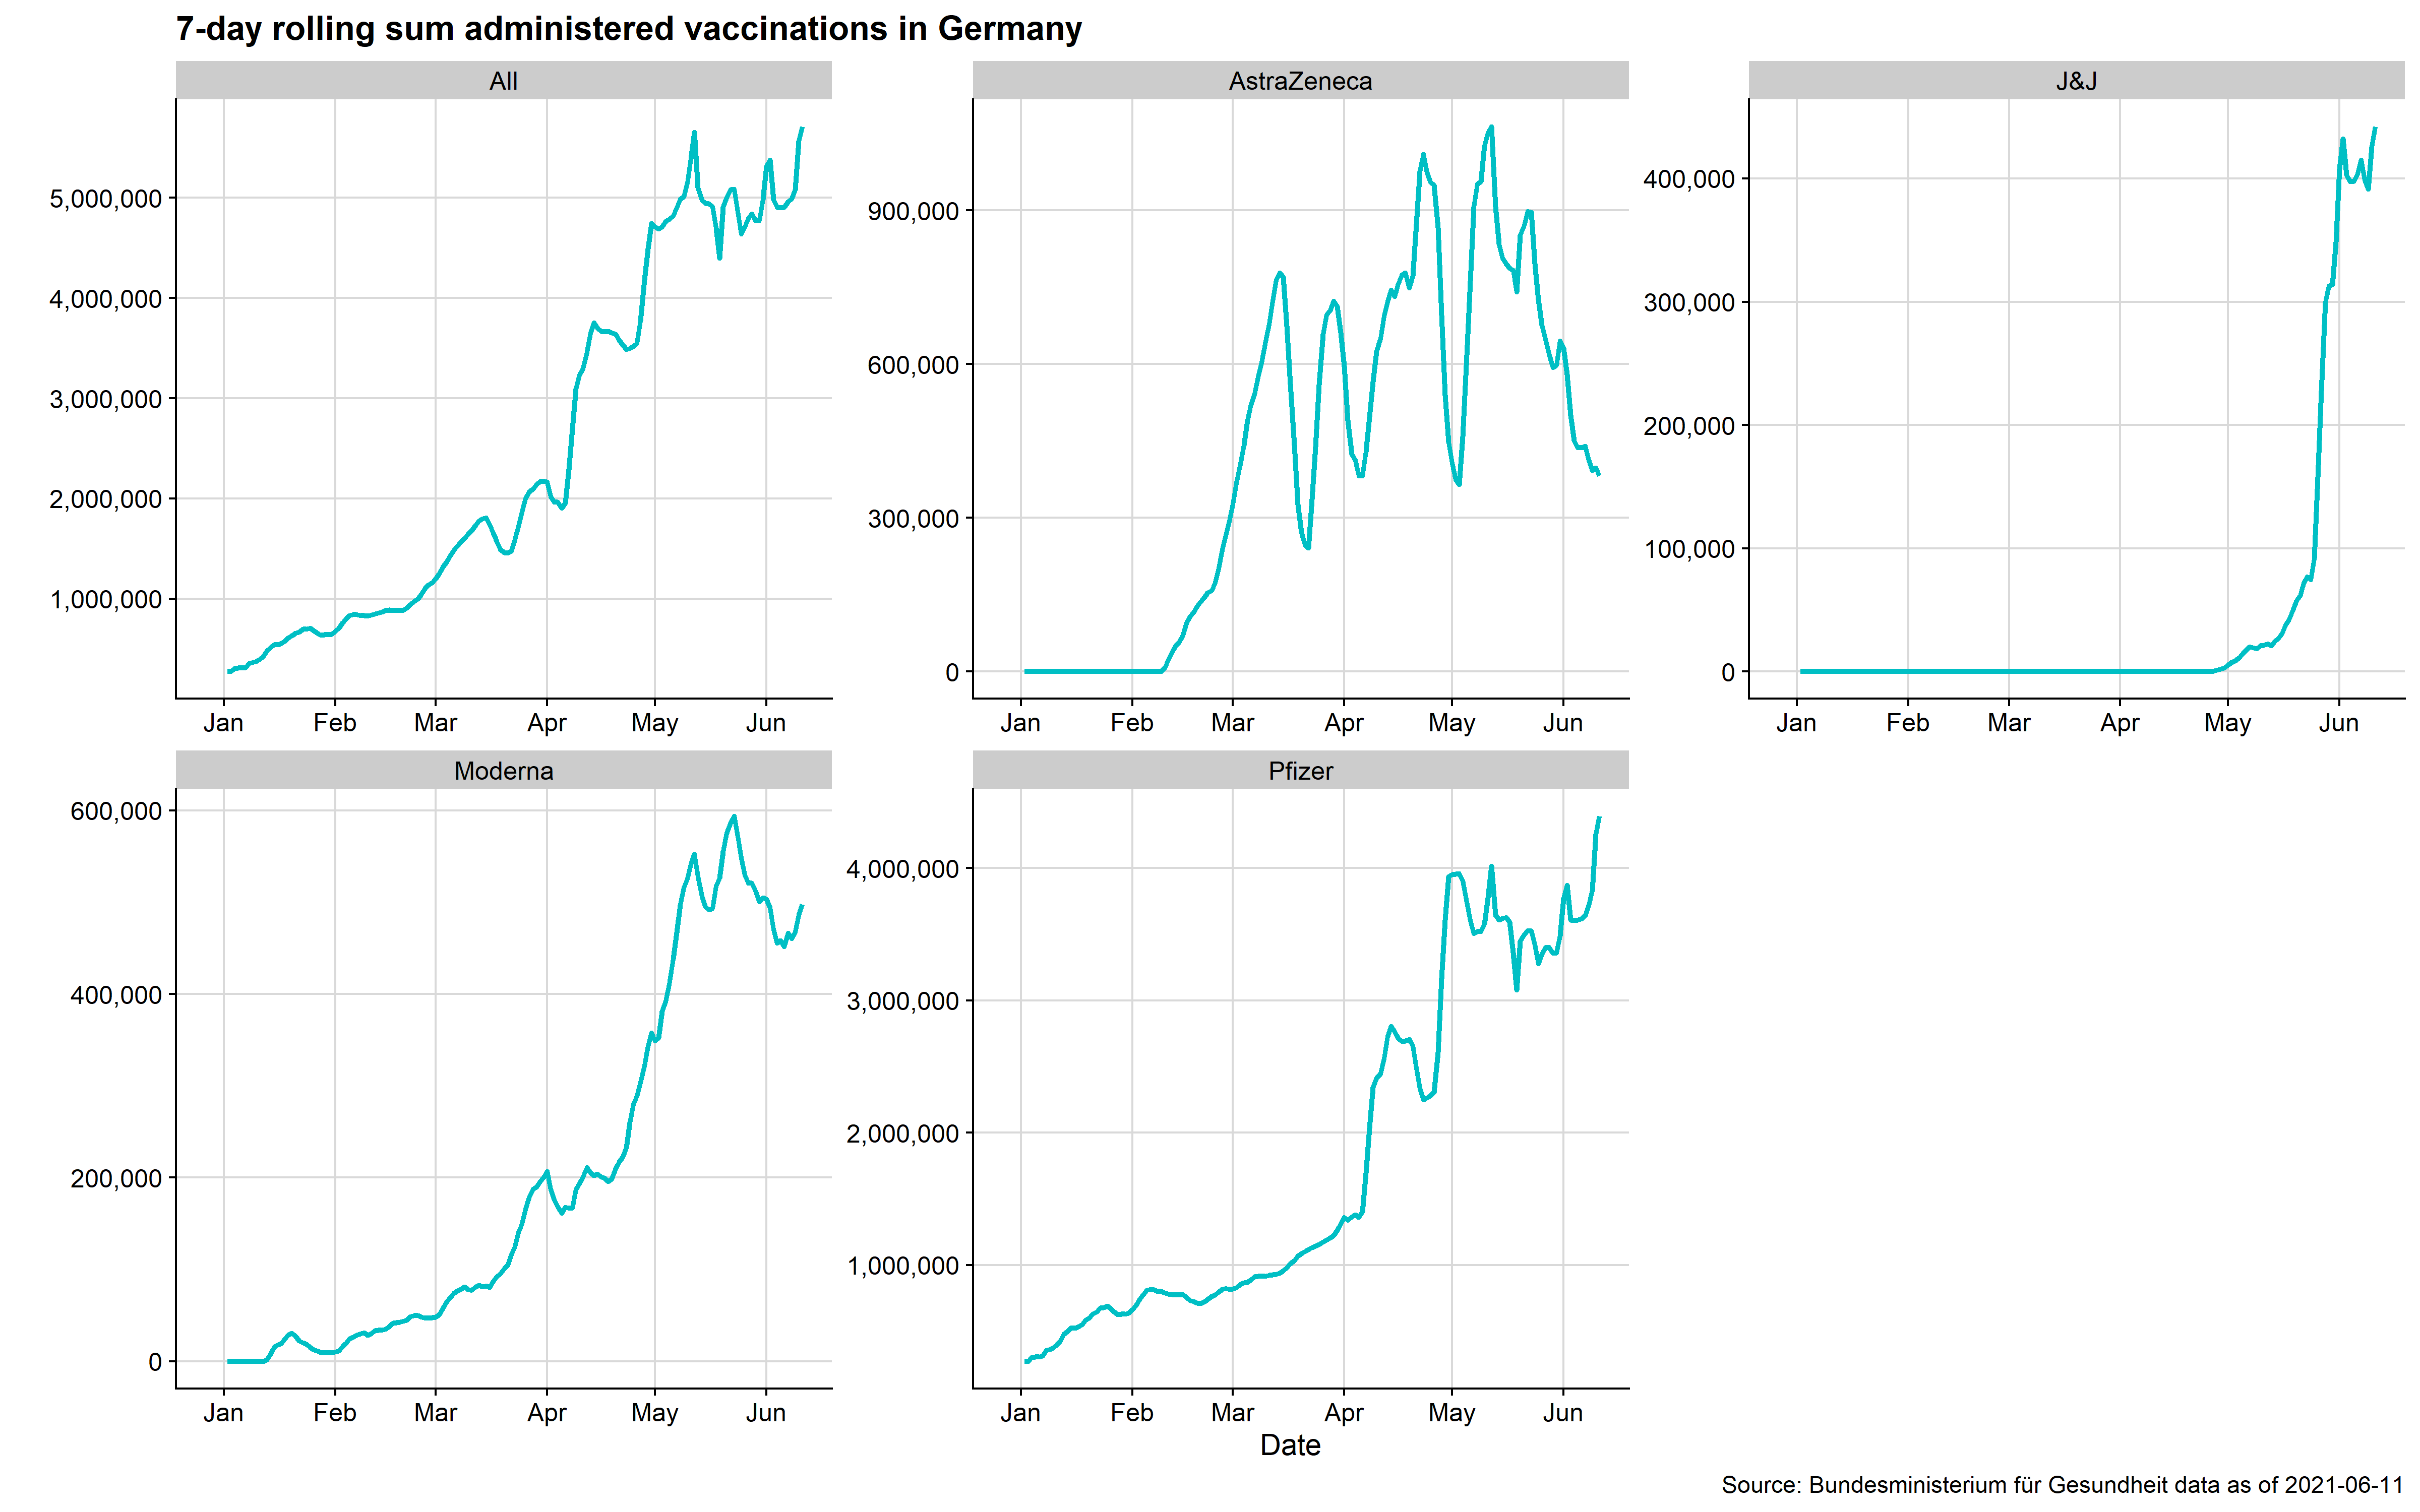 7-day rolling sum administered vaccinations in Germany
All
5,000,000
4,000,000
3,000,000
2,000,000
1,000,000
Jan Feb Mar Apr May Jun
AstraZeneca
900,000
600,000
300,000
0
Jan Feb Mar Apr May Jun
J&J
400,000
300,000
200,000
100,000
0
Jan Feb Mar Apr May Jun
Moderna
600,000
400,000
200,000
0
Jan Feb Mar Apr May Jun
Pfizer
4,000,000
3,000,000
2,000,000
1,000,000
Jan Feb Mar Apr May Jun
Date
Source: Bundesministerium für Gesundheit data as of 2021-06-11